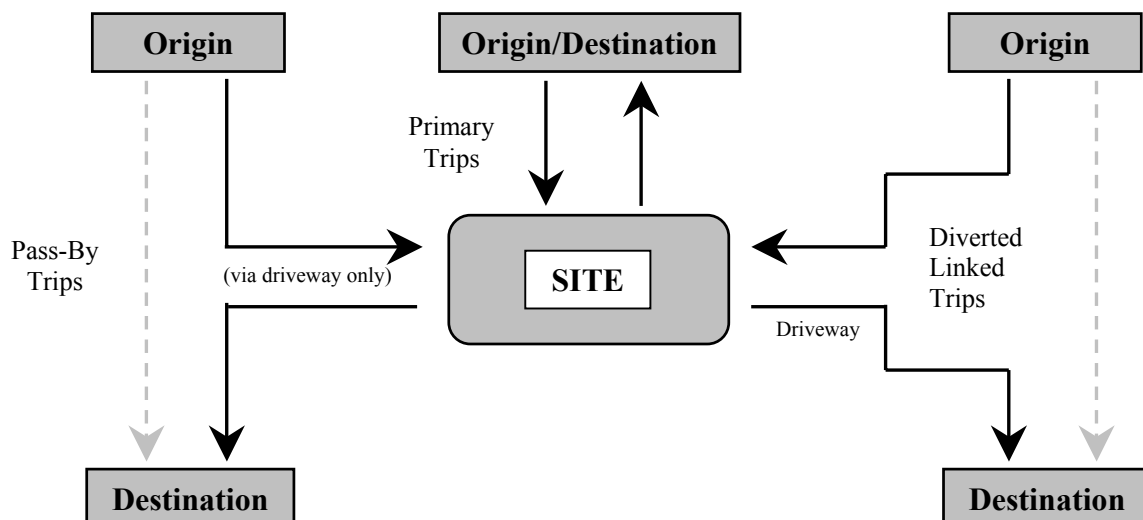 Origin
Origin/Destination
Origin
Primary
Trips
Pass-By
Trips
(via driveway only)
SITE
Diverted
Linked
Trips
Driveway
Destination
Destination